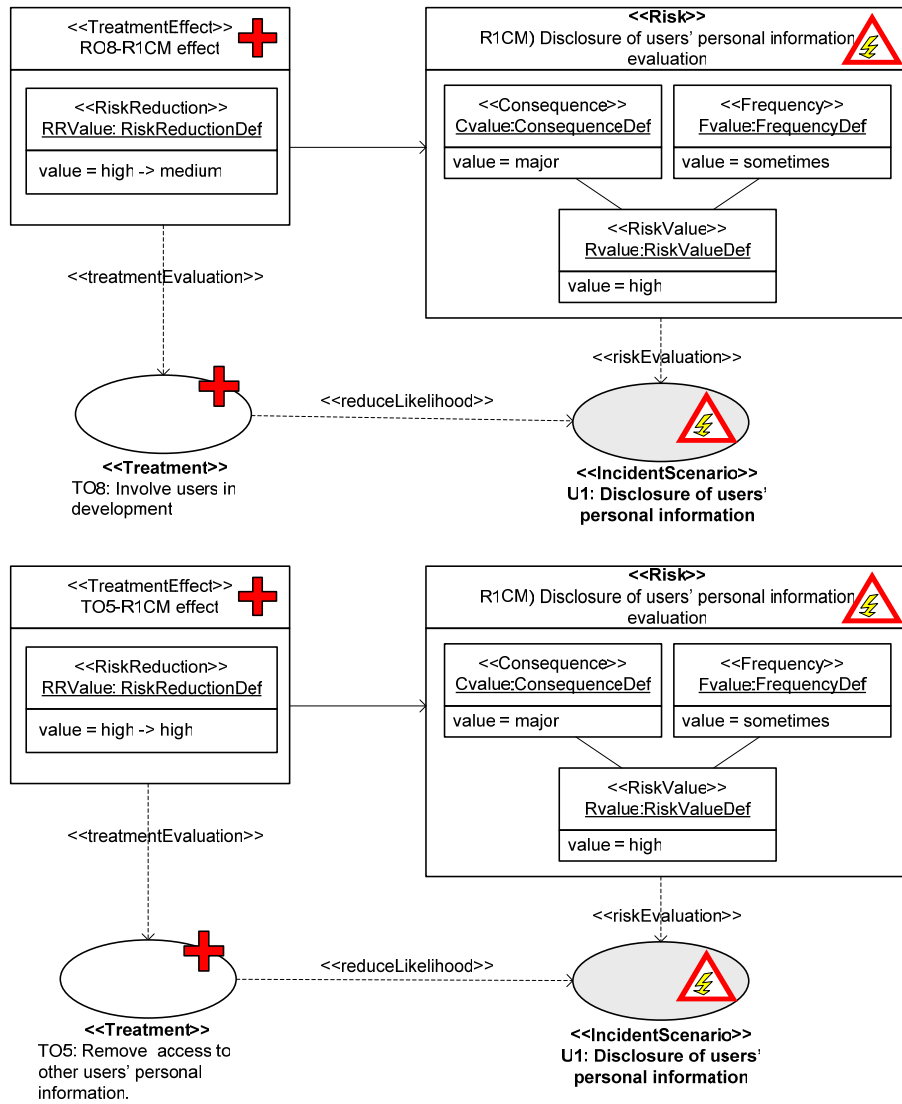 <<TreatmentEffect>>
RO8-R1CM effect
<<RiskReduction>>
RRValue: RiskReductionDef
value = high -> medium
<<Risk>>
R1CM) Disclosure of users' personal information
evaluation
<<Consequence>>
Cvalue:ConsequenceDef
value = major
<<Frequency>>
Fvalue:FrequencyDef
value = sometimes
<<RiskValue>>
Rvalue:RiskValueDef
value = high
<<treatmentEvaluation>>
<<riskEvaluation>>
<<reduceLikelihood>>
<<Treatment>>
TO8: Involve users in
development
<<IncidentScenario>>
U1: Disclosure of users'
personal information
<<TreatmentEffect>>
TO5-R1CM effect
<<RiskReduction>>
RRValue: RiskReductionDef
value = high -> high
<<Risk>>
R1CM) Disclosure of users' personal information
evaluation
<<Consequence>>
Cvalue:ConsequenceDef
value = major
<<Frequency>>
Fvalue:FrequencyDef
value = sometimes
<<RiskValue>>
Rvalue:RiskValueDef
value = high
<<treatmentEvaluation>>
<<riskEvaluation>>
<<reduceLikelihood>>
<<Treatment>>
TO5: Remove access to
other users' personal
information.
<<IncidentScenario>>
U1: Disclosure of users'
personal information